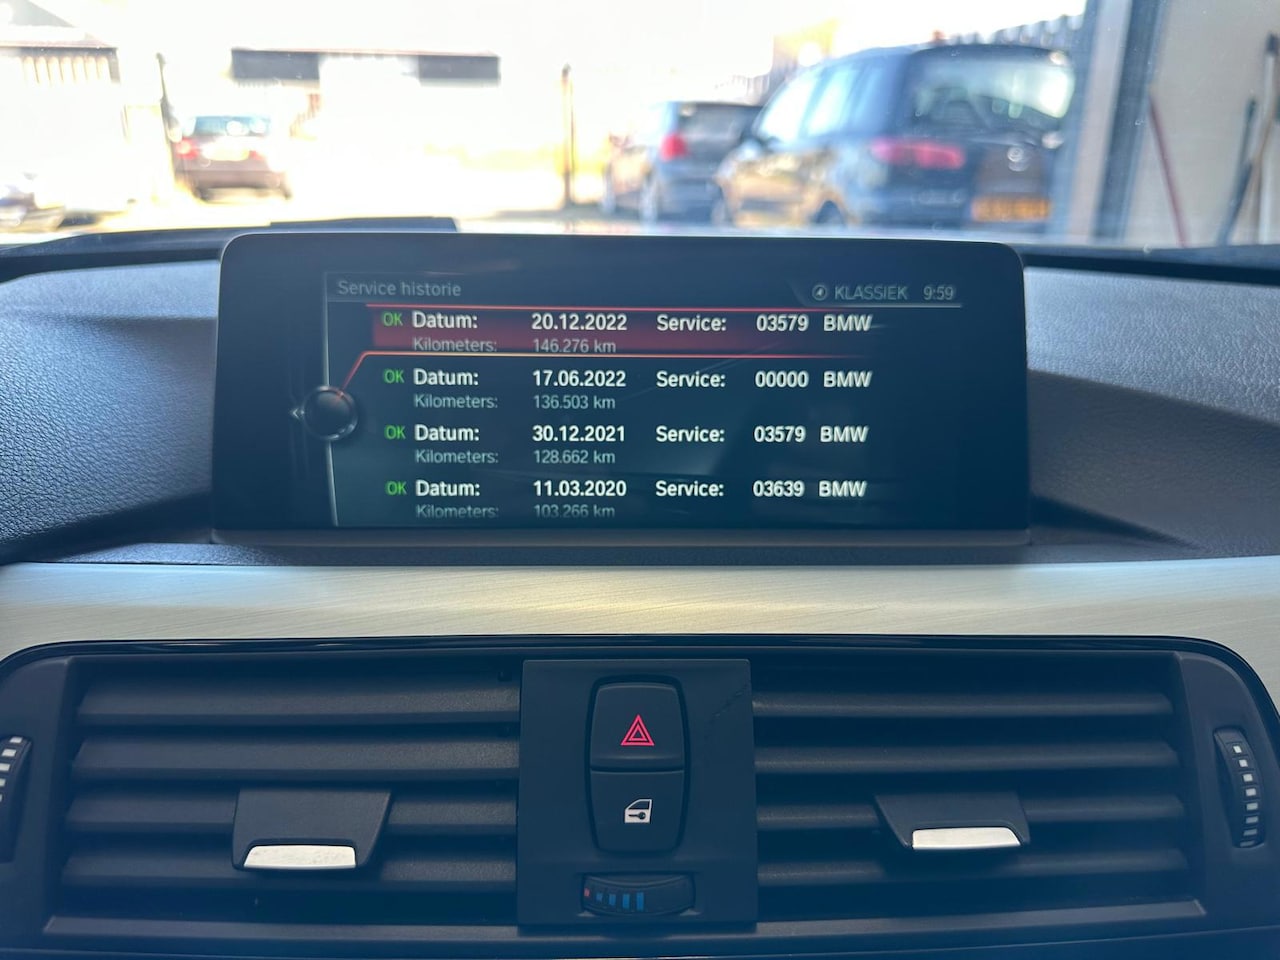 Service historie KLASSIEK 9:59
OK Datum: 20.12.2022 Service: 03579 BMW
Kilometers: 146.276 km
OK Datum: 17.06.2022 Service: 00000 BMW
Kilometers: 136.503 km
OK Datum: 30.12.2021 Service: 03579 BMW
Kilometers: 128.662 km
OK Datum: 11.03.2020 Service: 03639 BMW
Kilometers: 103.266 km